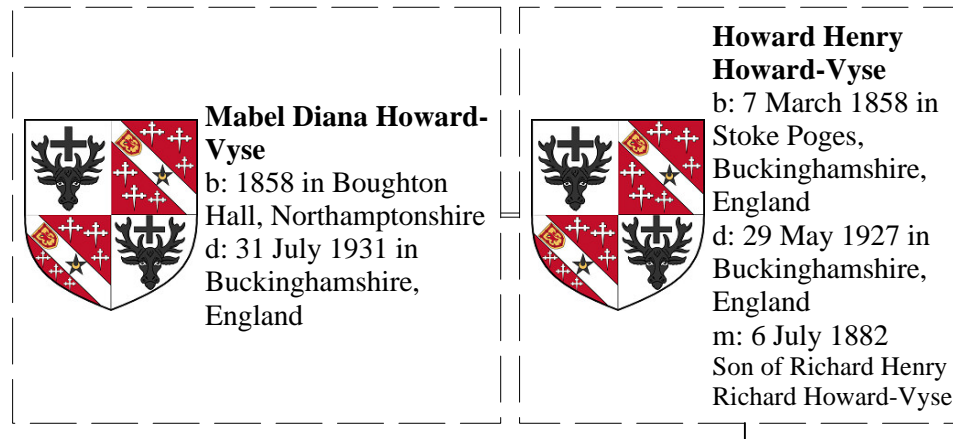 Mabel Diana Howard-
Vyse
b: 1858 in Boughton
Hall, Northamptonshire
d: 31 July 1931 in
Buckinghamshire,
England
Howard Henry
Howard-Vyse
b: 7 March 1858 in
Stoke Poges,
Buckinghamshire,
England
d: 29 May 1927 in
Buckinghamshire,
England
m: 6 July 1882
Son of Richard Henry
Richard Howard-Vyse